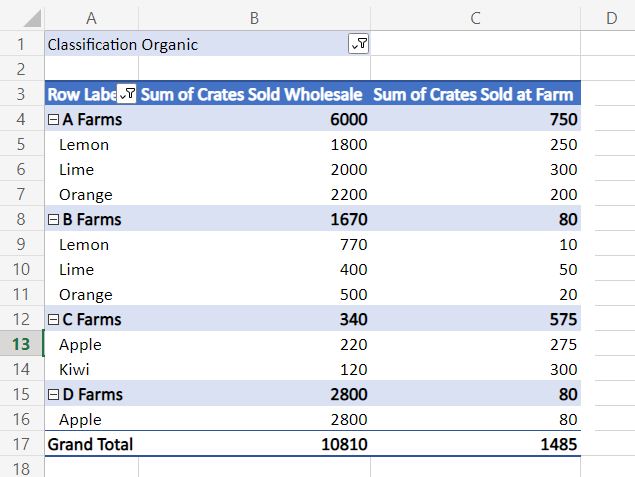 A B C D
1 Classification Organic
2
3 Row Labe Sum of Crates Sold Wholesale Sum of Crates Sold at Farm
4 A Farms 6000 750
5 Lemon 1800 250
6 Lime 2000 300
7 Orange 2200 200
8 B Farms 1670 80
9 Lemon 770 10
10 Lime 400 50
11 Orange 500 20
12 C Farms 340 575
13 Apple 220 275
14 Kiwi 120 300
15 D Farms 2800 80
16 Apple 2800 80
17 Grand Total 10810 1485
18